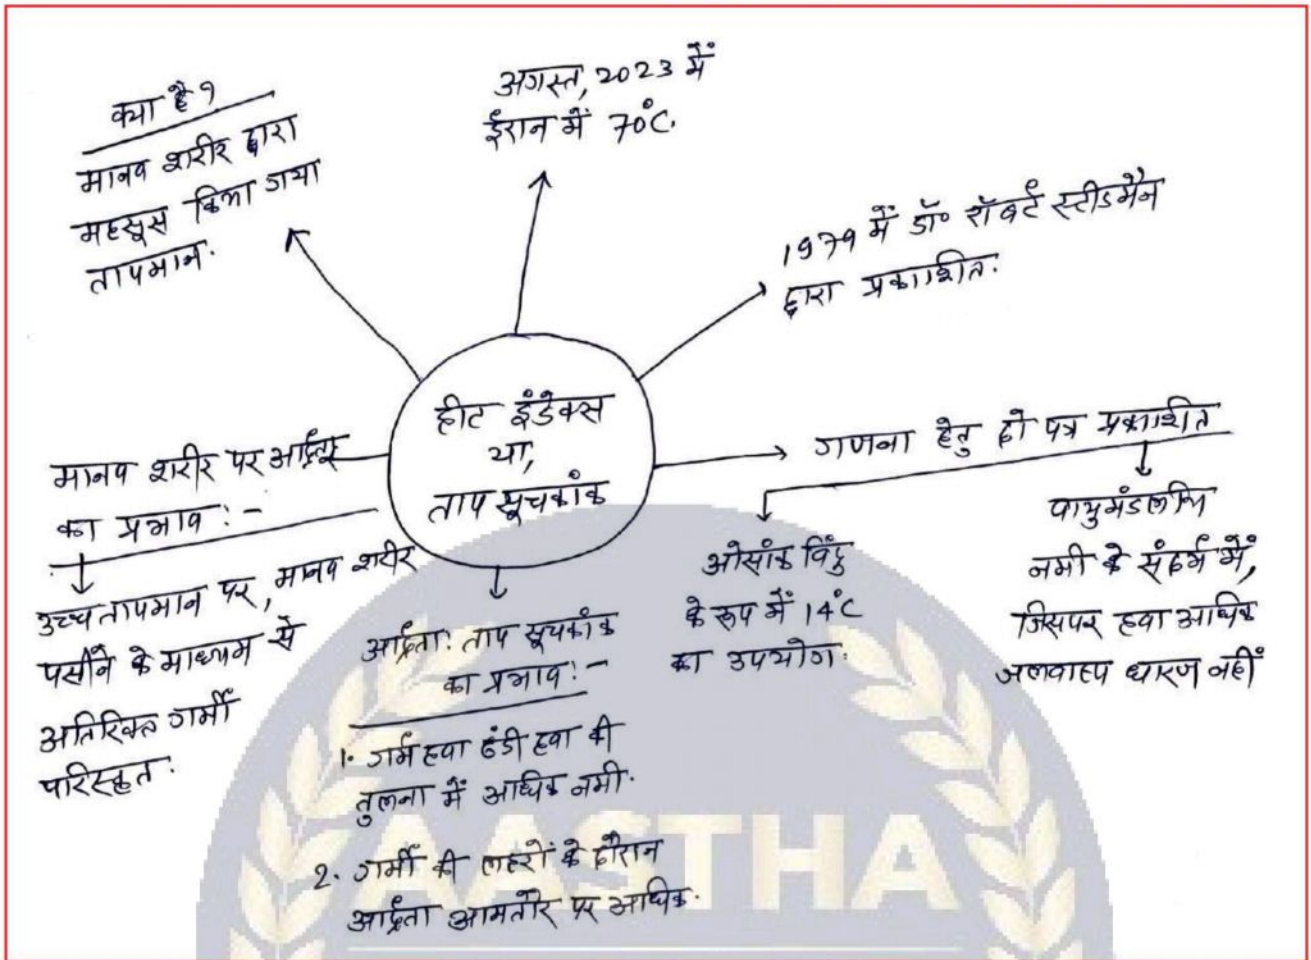 क्या है?
मानव शरीर द्वारा
महसूस किया गया
तापमान.
अगस्त, 2023 में
ईरान में 70°C.
1979 में डॉ० रॉबर्ट स्टीडमैन
द्वारा प्रकाशित.
हीट इंडेक्स
या,
ताप सूचकांक
गणना हेतु दो पत्र प्रकाशित
ओसांक बिंदु
के रूप में 14°C
का उपयोग.
वायुमंडलीय
नमी के संदर्भ में,
जिसपर हवा अधिक
जलवाष्प धारण नहीं
मानव शरीर पर आर्द्रता
का प्रभाव :-
उच्च तापमान पर, मानव शरीर
पसीने के माध्यम से
अतिरिक्त गर्मी
परिस्कृत.
आर्द्रता: ताप सूचकांक
का प्रभाव :-
1. गर्म हवा ठंडी हवा की
तुलना में अधिक नमी.
2. गर्मी की लहरों के दौरान
आर्द्रता आमतौर पर अधिक.
AASTHA